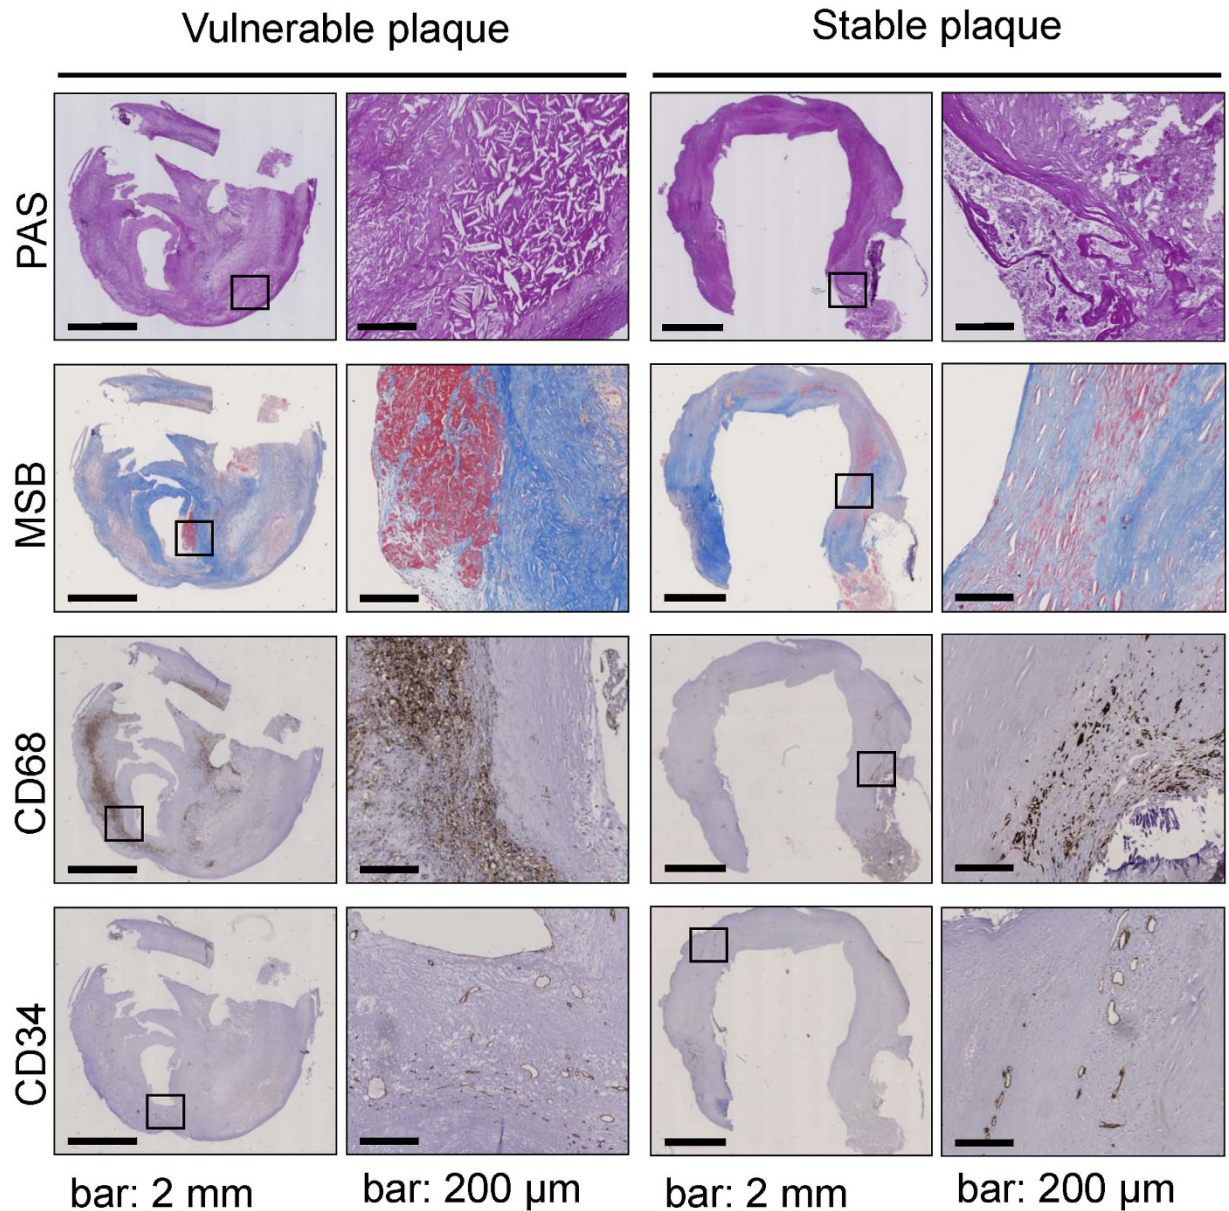 Vulnerable plaque
Stable plaque
PAS
MSB
CD68
CD34
bar: 2 mm
bar: 200 µm
bar: 2 mm
bar: 200 µm